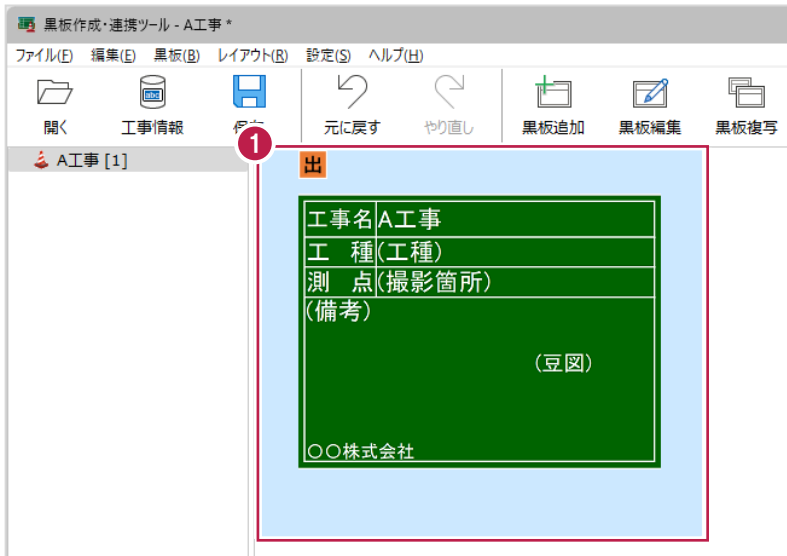 黒板作成・連携ツール - A工事 *
ファイル(F) 編集(E) 黒板(B) レイアウト(R) 設定(S) ヘルプ(H)
abc
開く 工事情報 元に戻す やり直し 黒板追加 黒板編集 黒板複写
1
A工事 [1]
出
工事名 A工事
工 種 (工種)
測 点 (撮影箇所)
(備考)
(豆図)
〇〇株式会社